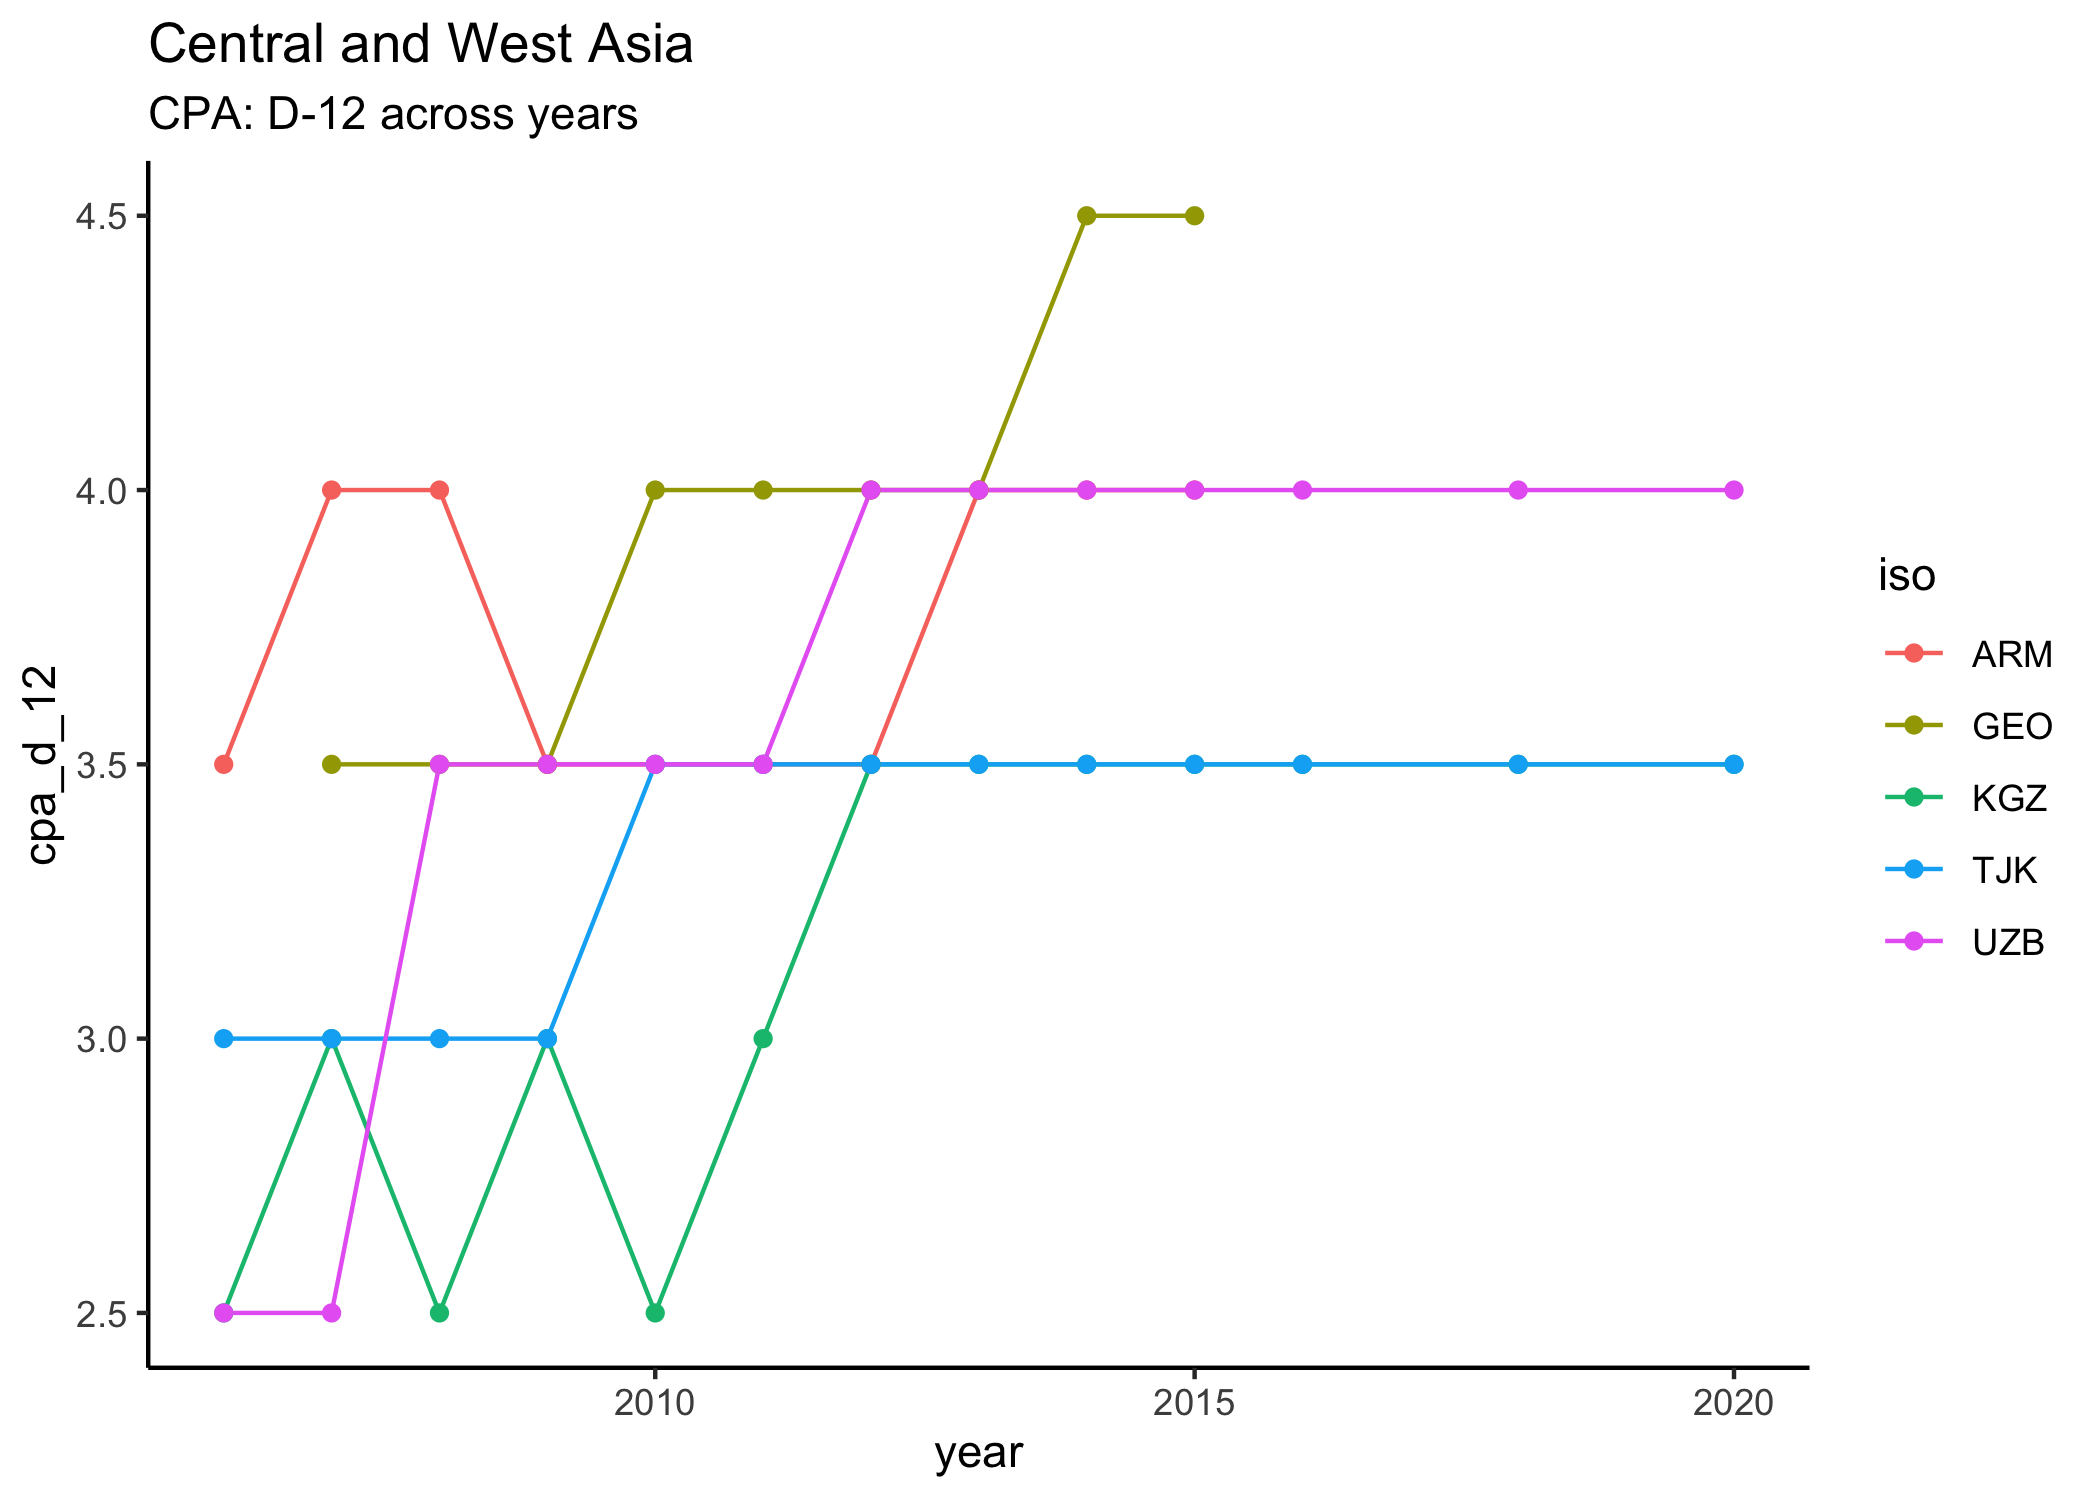 Central and West Asia
CPA: D-12 across years
cpa_d_12
4.5
4.0
3.5
3.0
2.5
2010 2015 2020
year
iso
ARM
GEO
KGZ
TJK
UZB